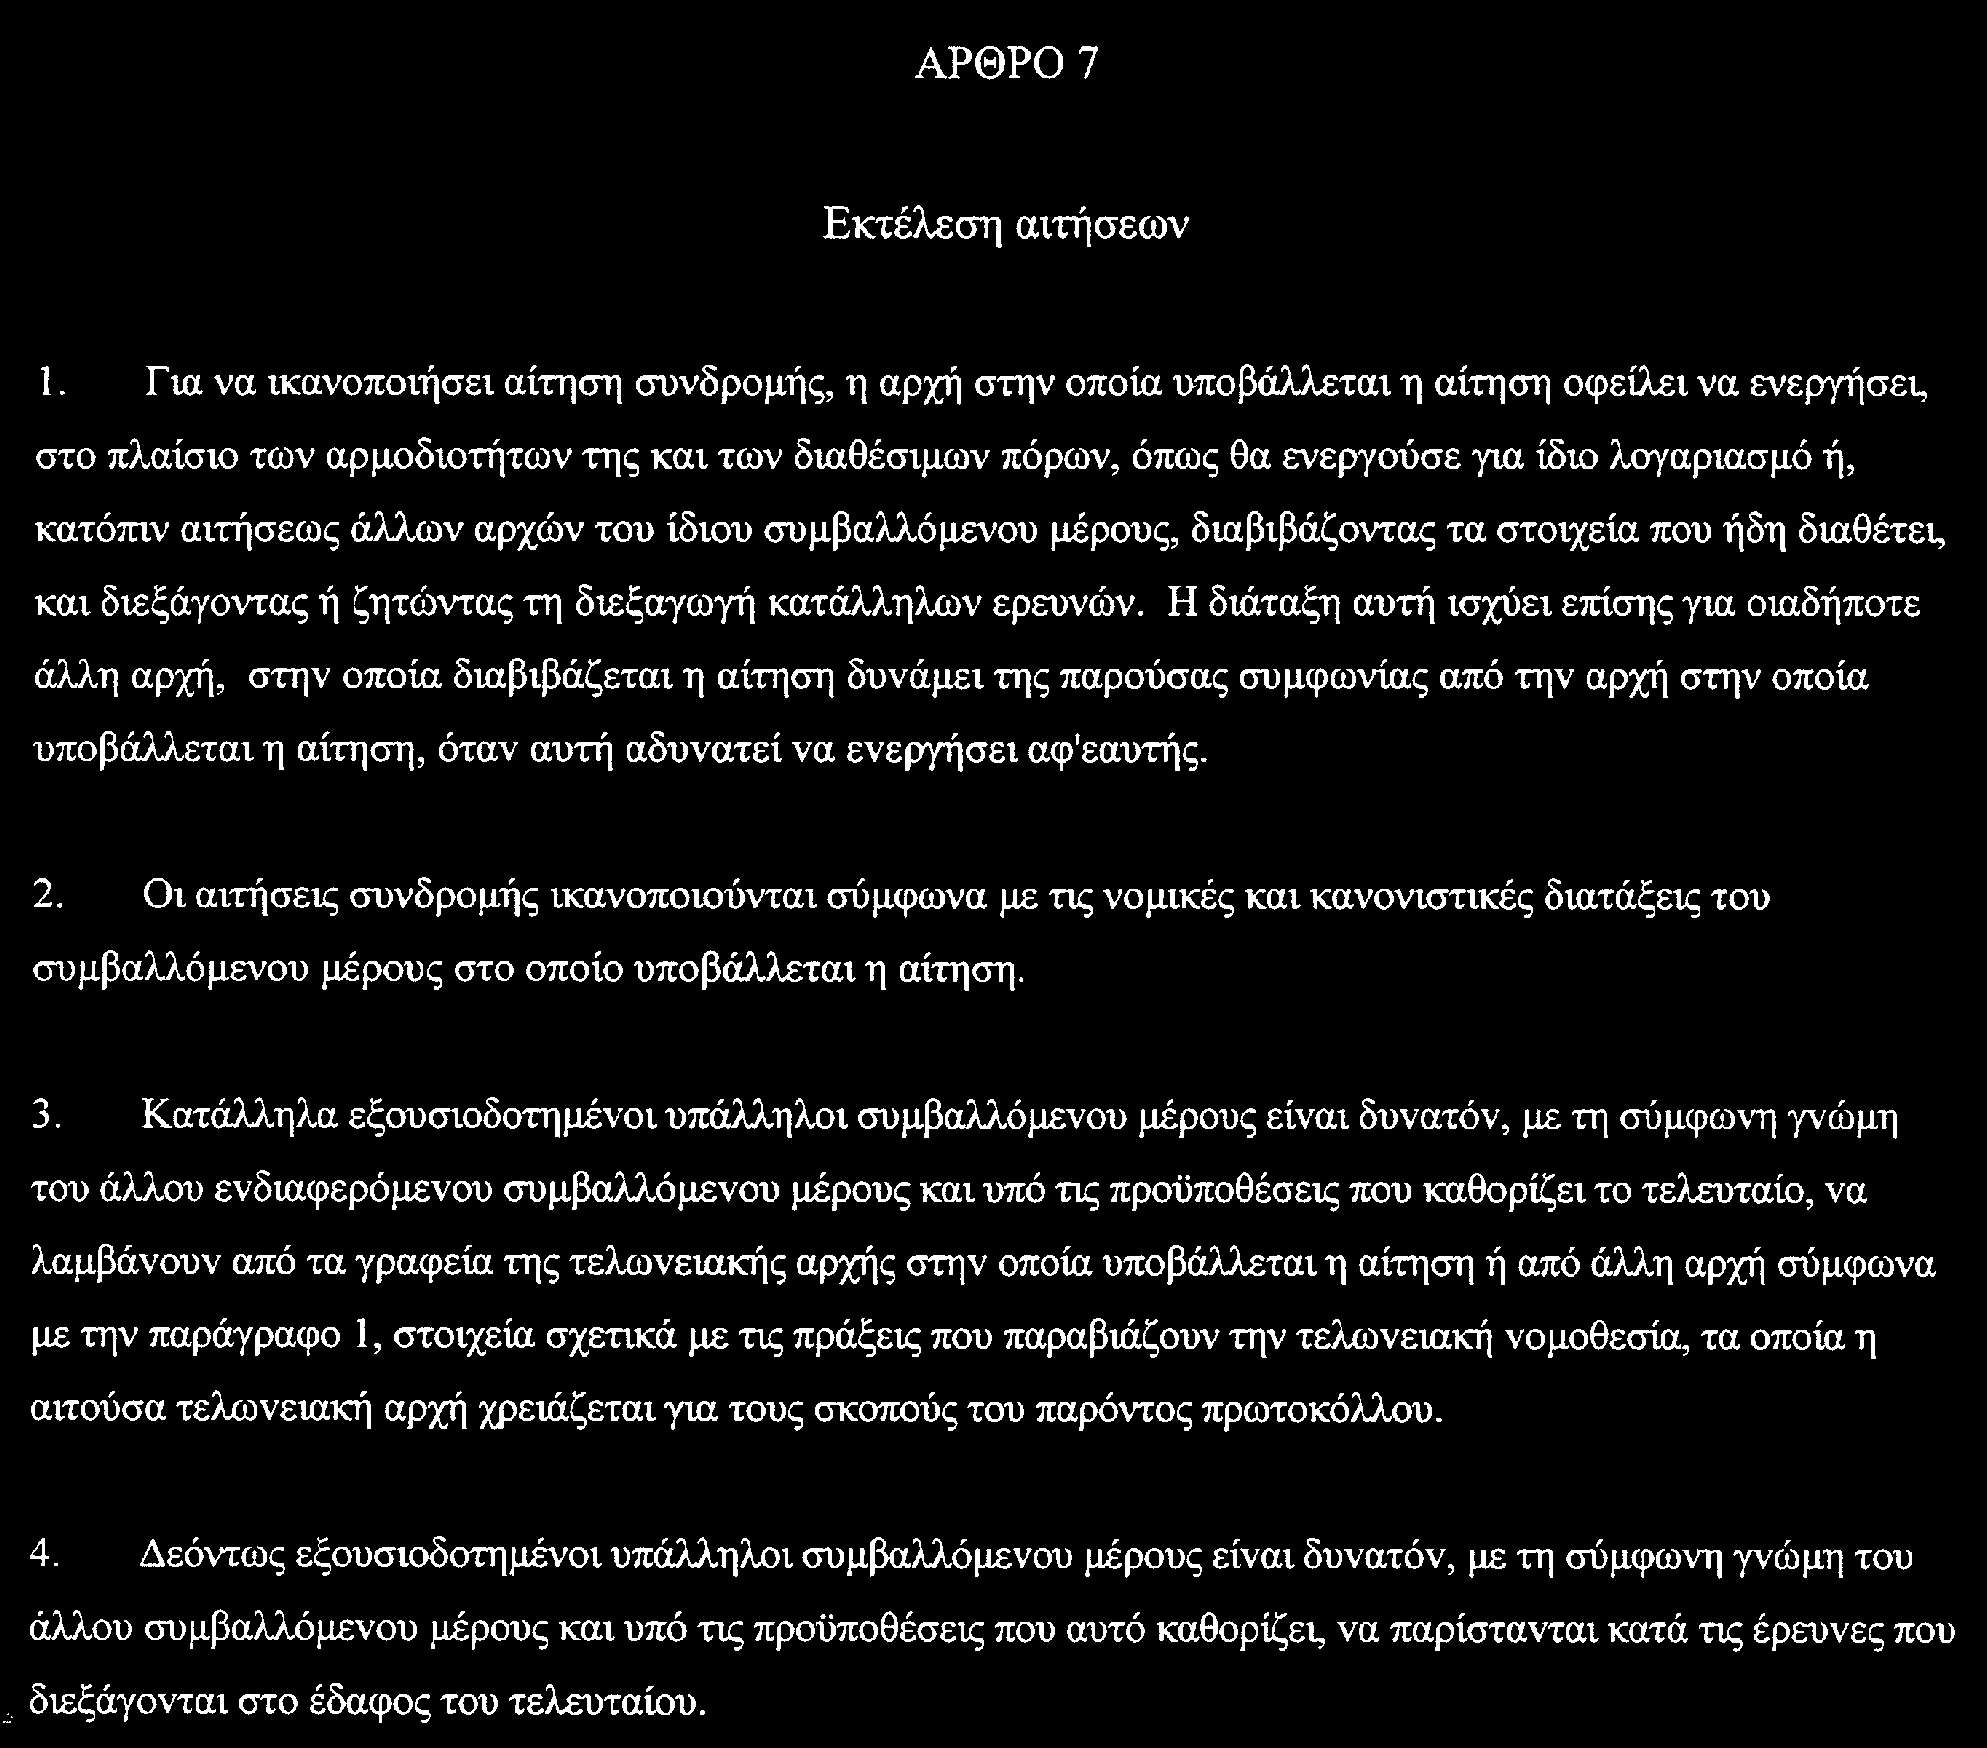 ΑΡΘΡΟ 7
Εκτέλεση αιτήσεων
1. Για να ικανοποιήσει αίτηση συνδρομής, η αρχή στην οποία υποβάλλεται η αίτηση οφείλει να ενεργήσει,
στο πλαίσιο των αρμοδιοτήτων της και των διαθέσιμων πόρων, όπως θα ενεργούσε για ίδιο λογαριασμό ή,
κατόπιν αιτήσεως άλλων αρχών του ίδιου συμβαλλόμενου μέρους, διαβιβάζοντας τα στοιχεία που ήδη διαθέτει,
και διεξάγοντας ή ζητώντας τη διεξαγωγή κατάλληλων ερευνών. Η διάταξη αυτή ισχύει επίσης για οιαδήποτε
άλλη αρχή, στην οποία διαβιβάζεται η αίτηση δυνάμει της παρούσας συμφωνίας από την αρχή στην οποία
υποβάλλεται η αίτηση, όταν αυτή αδυνατεί να ενεργήσει αφ'εαυτής.
2. Οι αιτήσεις συνδρομής ικανοποιούνται σύμφωνα με τις νομικές και κανονιστικές διατάξεις του
συμβαλλόμενου μέρους στο οποίο υποβάλλεται η αίτηση.
3. Κατάλληλα εξουσιοδοτημένοι υπάλληλοι συμβαλλόμενου μέρους είναι δυνατόν, με τη σύμφωνη γνώμη
του άλλου ενδιαφερόμενου συμβαλλόμενου μέρους και υπό τις προϋποθέσεις που καθορίζει το τελευταίο, να
λαμβάνουν από τα γραφεία της τελωνειακής αρχής στην οποία υποβάλλεται η αίτηση ή από άλλη αρχή σύμφωνα
με την παράγραφο 1, στοιχεία σχετικά με τις πράξεις που παραβιάζουν την τελωνειακή νομοθεσία, τα οποία η
αιτούσα τελωνειακή αρχή χρειάζεται για τους σκοπούς του παρόντος πρωτοκόλλου.
4. Δεόντως εξουσιοδοτημένοι υπάλληλοι συμβαλλόμενου μέρους είναι δυνατόν, με τη σύμφωνη γνώμη του
άλλου συμβαλλόμενου μέρους και υπό τις προϋποθέσεις που αυτό καθορίζει, να παρίστανται κατά τις έρευνες που
διεξάγονται στο έδαφος του τελευταίου.